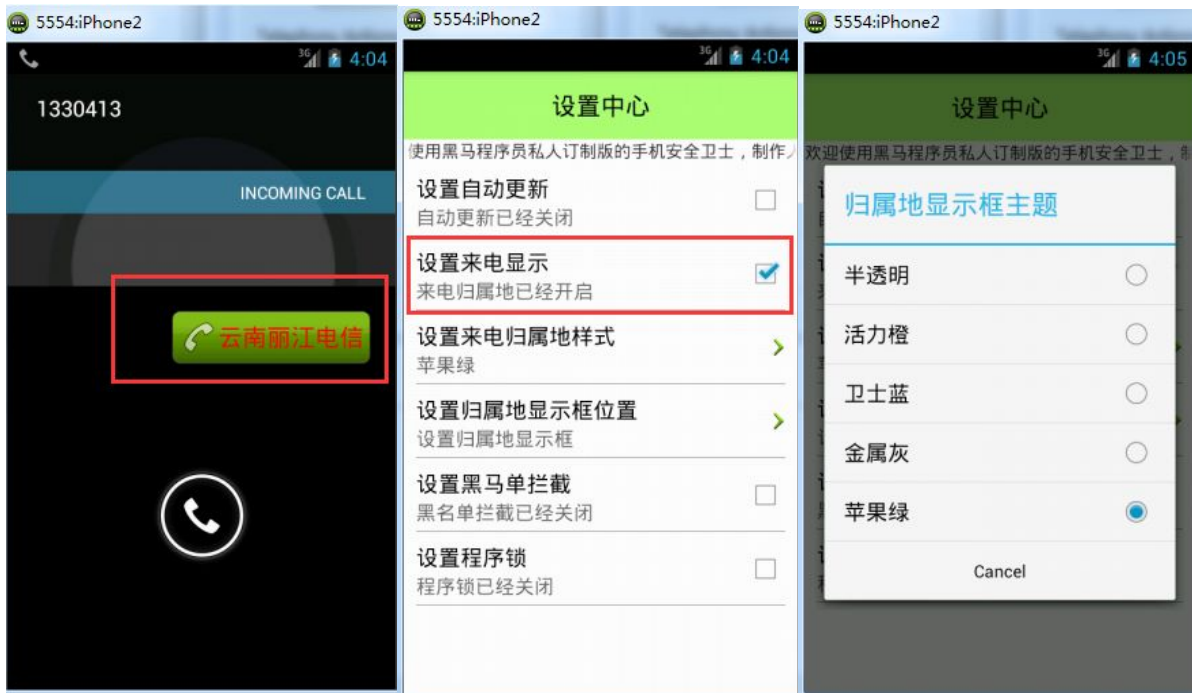 5554:iPhone2
3G 4:04
1330413
INCOMING CALL
云南丽江电信
5554:iPhone2
3G 4:04
设置中心
使用黑马程序员私人订制版的手机安全卫士，制作
设置自动更新
自动更新已经关闭
设置来电显示
来电归属地已经开启
设置来电归属地样式
苹果绿
设置归属地显示框位置
设置归属地显示框
设置黑马单拦截
黑名单拦截已经关闭
设置程序锁
程序锁已经关闭
5554:iPhone2
3G 4:05
设置中心
欢迎使用黑马程序员私人订制版的手机安全卫士，
归属地显示框主题
半透明
活力橙
卫士蓝
金属灰
苹果绿
Cancel